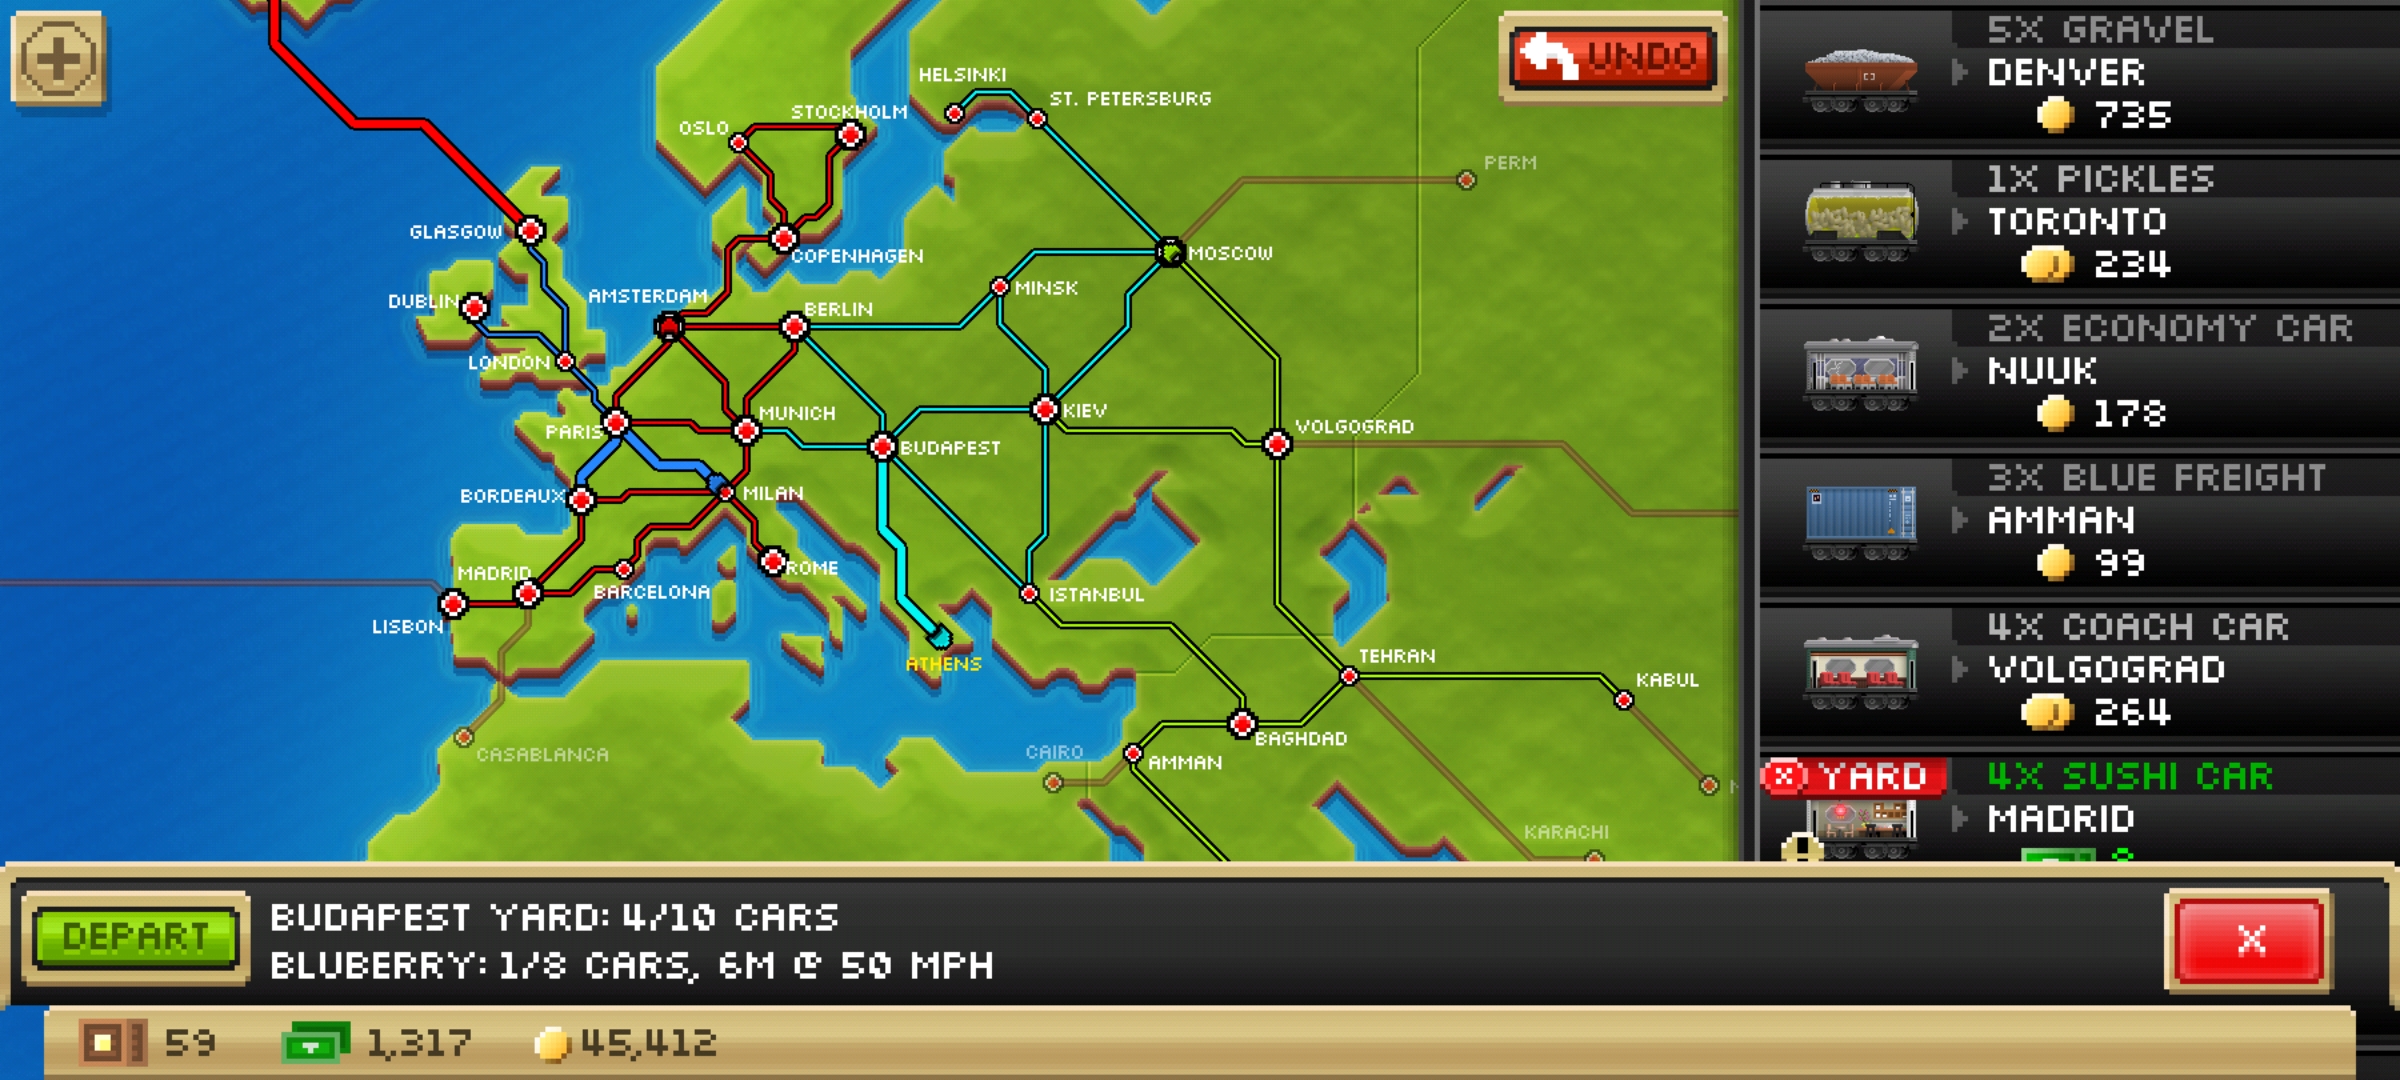 UNDO
HELSINKI
ST. PETERSBURG
STOCKHOLM
OSLO
PERM
GLASGOW
COPENHAGEN
MOSCOW
DUBLIN
AMSTERDAM
BERLIN
MINSK
LONDON
MUNICH
KIEV
VOLGOGRAD
PARIS
BUDAPEST
BORDEAUX
MILAN
MADRID
BARCELONA
ROME
ISTANBUL
LISBON
ATHENS
TEHRAN
KABUL
CASABLANCA
CAIRO
AMMAN
BAGHDAD
KARACHI
5X GRAVEL
DENVER
735
1X PICKLES
TORONTO
234
2X ECONOMY CAR
NUUK
178
3X BLUE FREIGHT
AMMAN
99
4X COACH CAR
VOLGOGRAD
264
X YARD
4X SUSHI CAR
MADRID
DEPART
BUDAPEST YARD: 4/10 CARS
BLUBERRY: 1/8 CARS, 6M @ 50 MPH
X
59
1,317
45,412